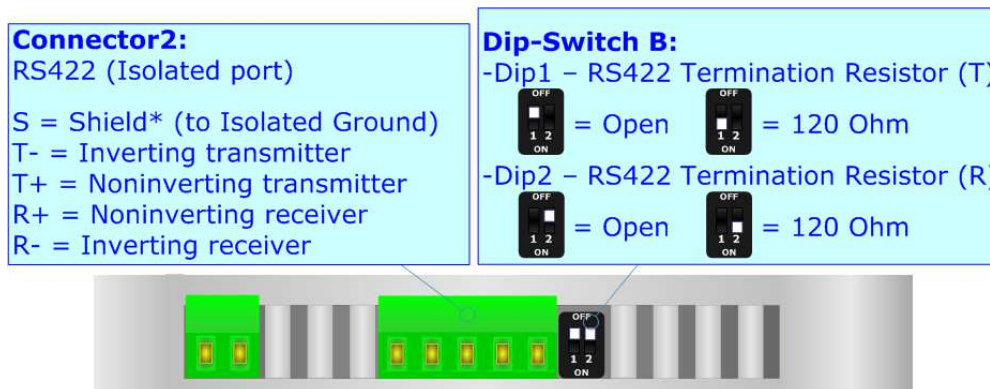 Connector2:
RS422 (Isolated port)
S = Shield* (to Isolated Ground)
T- = Inverting transmitter
T+ = Noninverting transmitter
R+ = Noninverting receiver
R- = Inverting receiver
Dip-Switch B:
-Dip1 – RS422 Termination Resistor (T)
OFF
1 2
ON
= Open
OFF
1 2
ON
= 120 Ohm
-Dip2 – RS422 Termination Resistor (R)
OFF
1 2
ON
= Open
OFF
1 2
ON
= 120 Ohm
OFF
1 2
ON